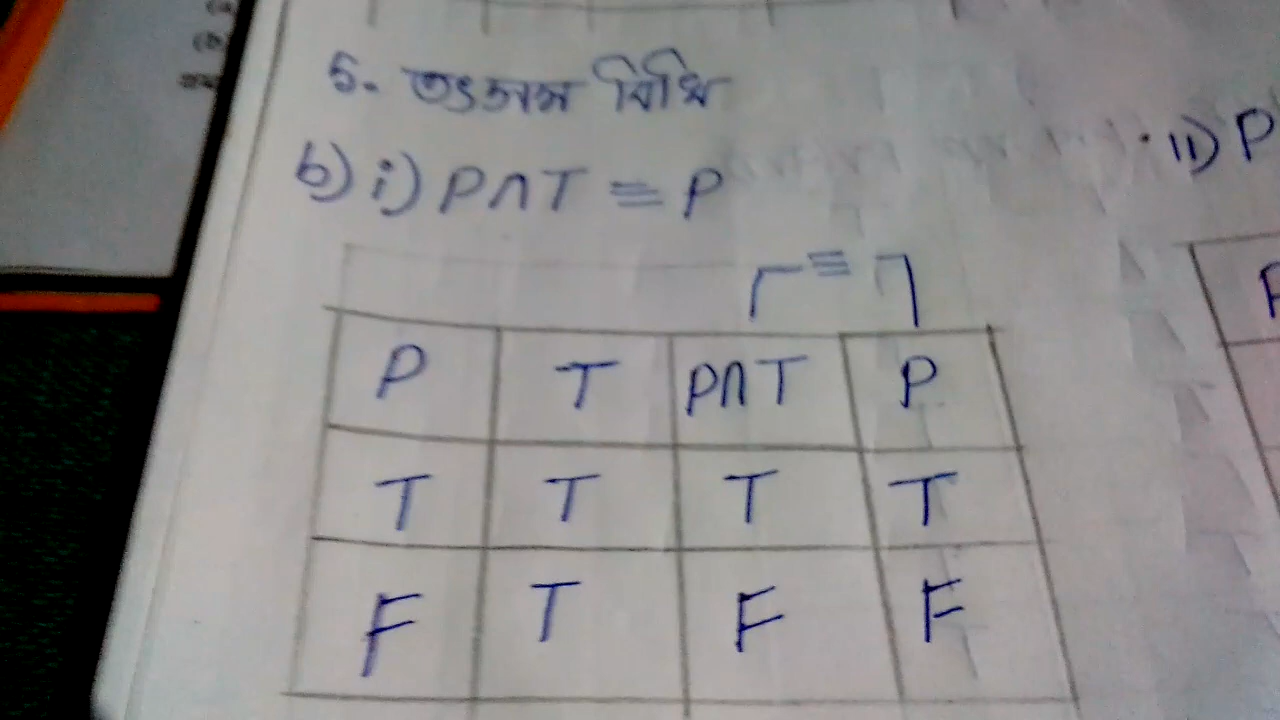 5. তৎসম বিধি
b) i) P∩T ≡ P
ii) P
≡
P T P∩T P
T T T T
F T F F